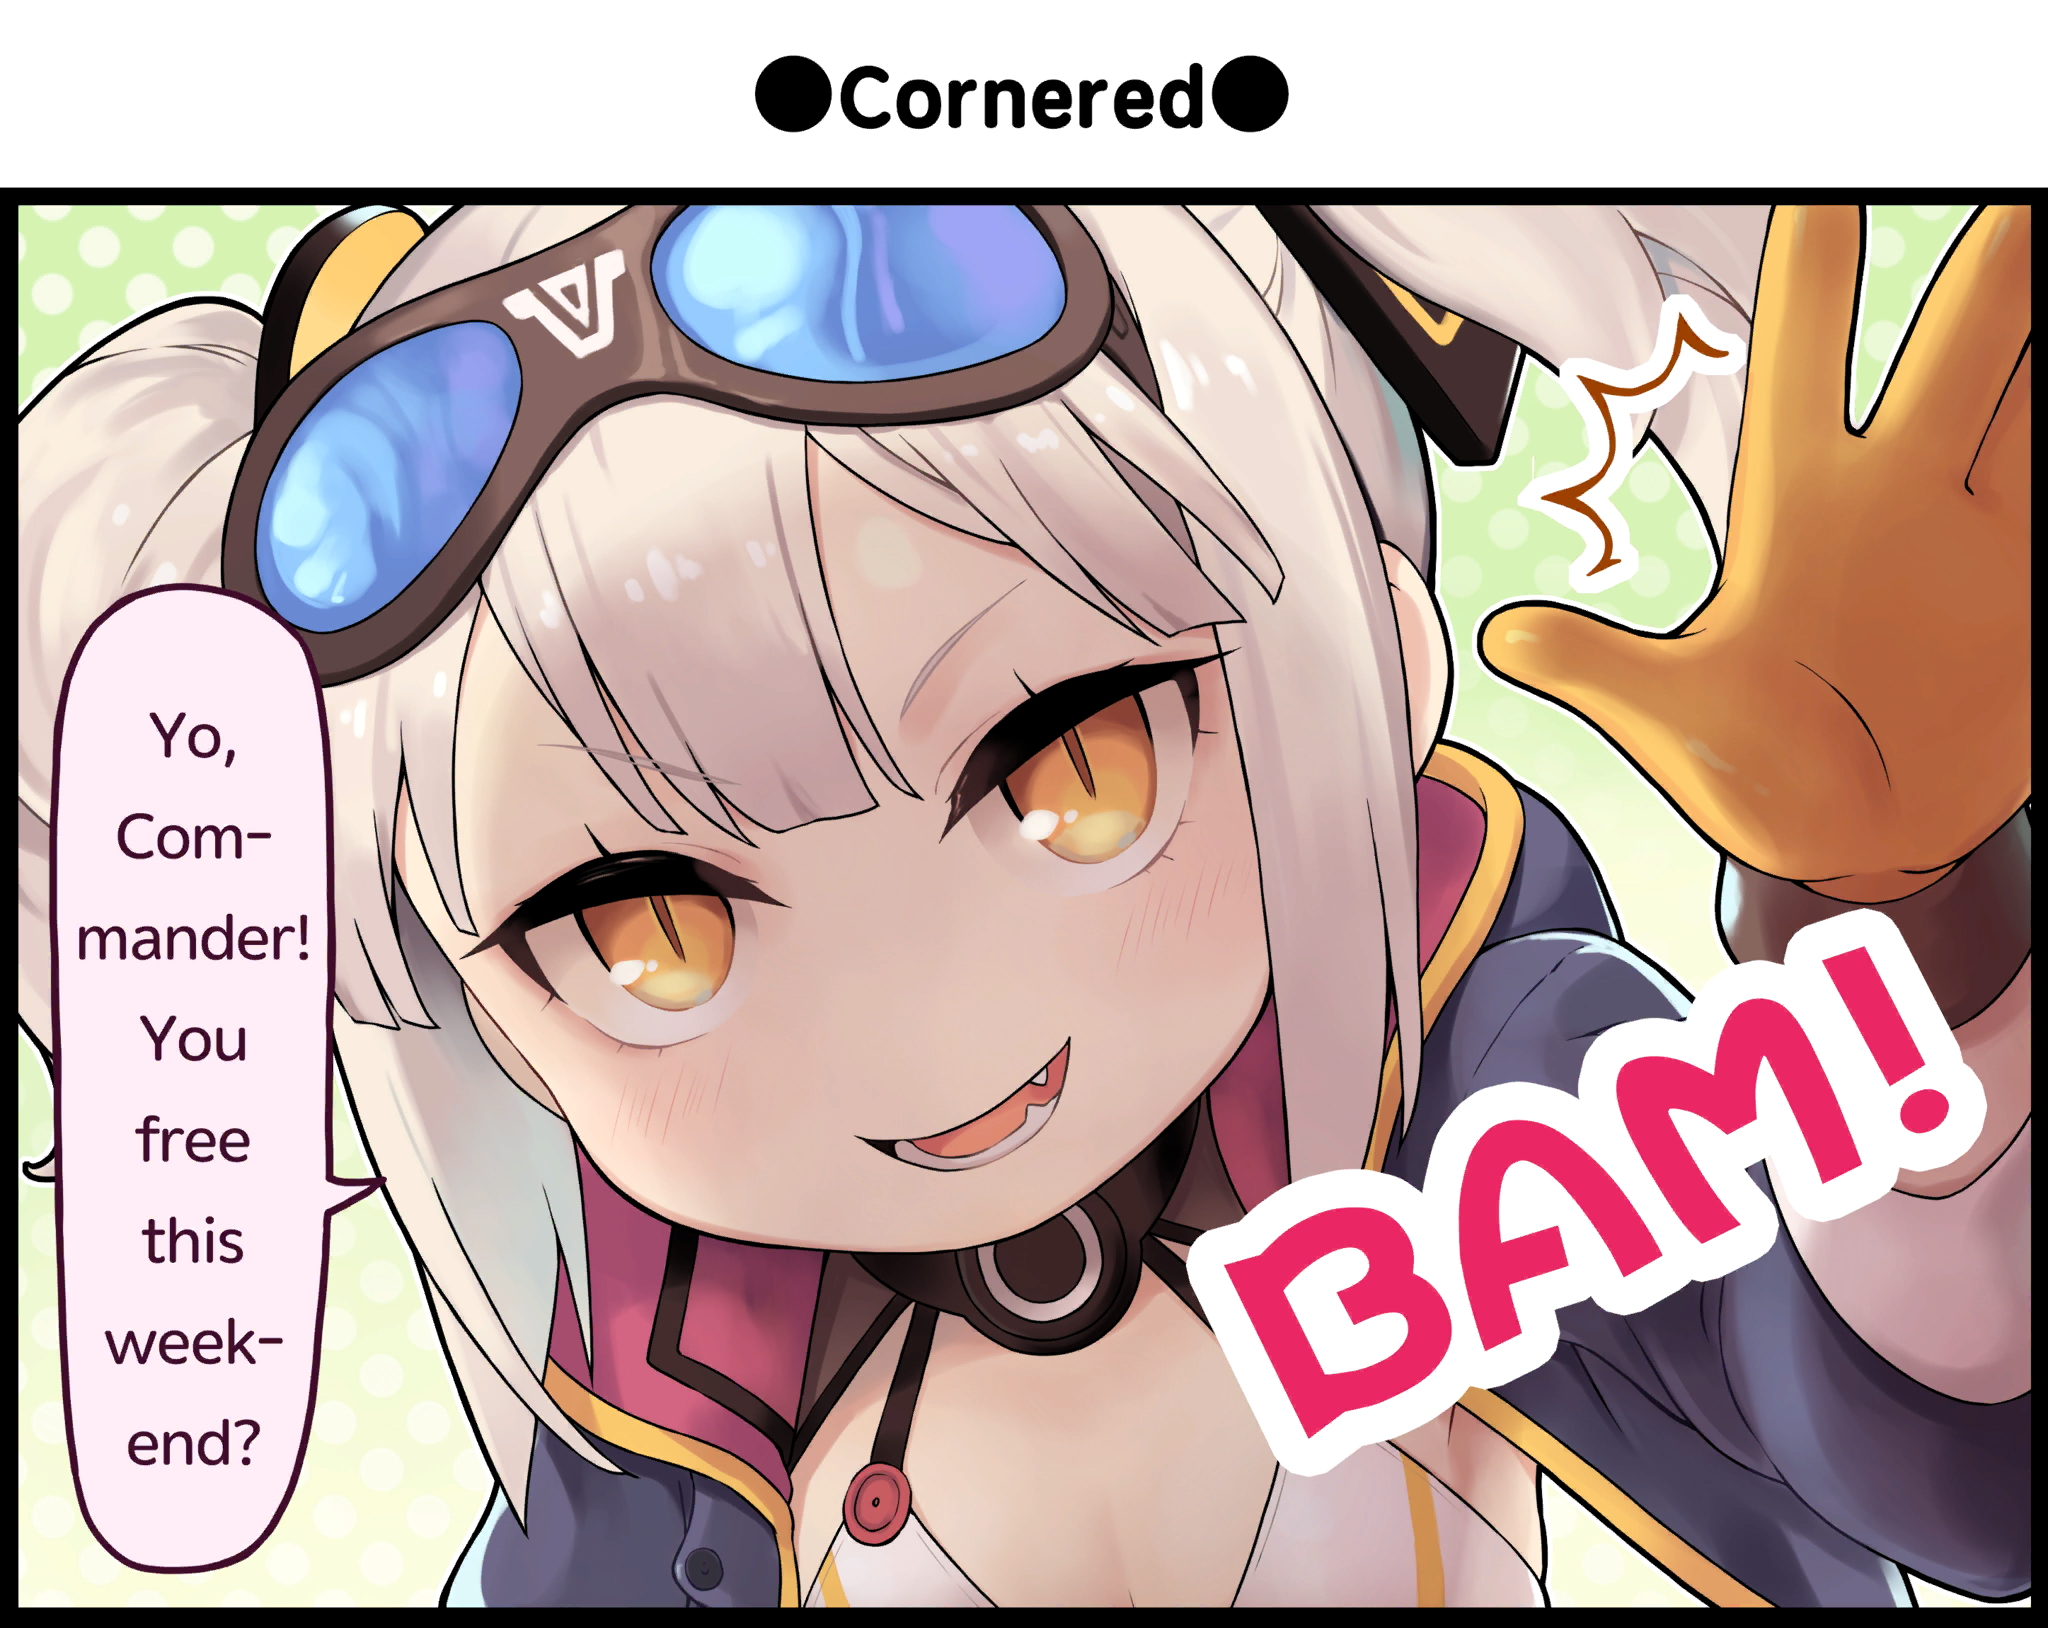 ●Cornered●
Yo,
Com-
mander!
You
free
this
week-
end?
BAM!